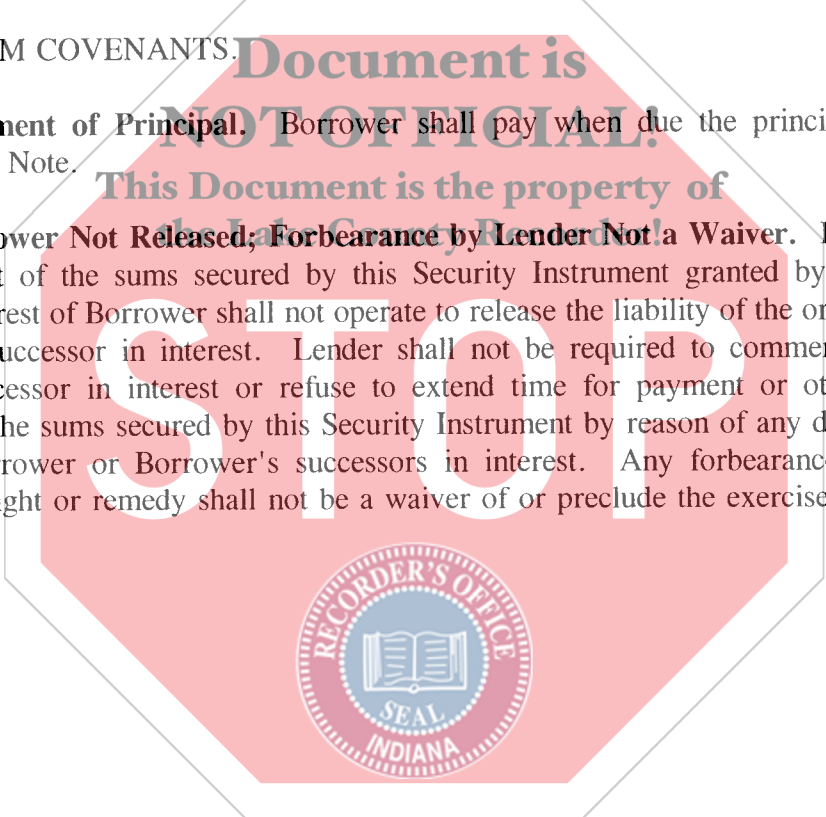 M COVENANTS.
Document is
ment of Principal. Borrower shall pay when due the princi
NOT OFFICIAL!
Note.
This Document is the property of
the Lake County Recorder!
ower Not Released; Forbearance by Lender Not a Waiver.
t of the sums secured by this Security Instrument granted by
rest of Borrower shall not operate to release the liability of the or
uccessor in interest. Lender shall not be required to commen
cessor in interest or refuse to extend time for payment or ot
he sums secured by this Security Instrument by reason of any d
rrower or Borrower's successors in interest. Any forbearanc
ght or remedy shall not be a waiver of or preclude the exercise
STOP
RECORDER'S OFFICE
SEAL
INDIANA